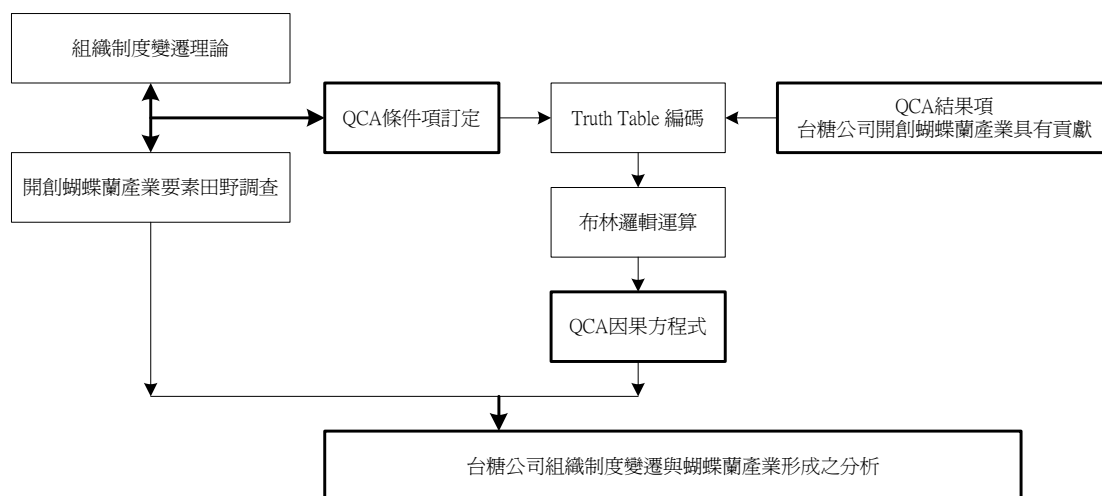 組織制度變遷理論
QCA條件項訂定
Truth Table 編碼
QCA結果項
台糖公司開創蝴蝶蘭產業具有貢獻
開創蝴蝶蘭產業要素田野調查
布林邏輯運算
QCA因果方程式
台糖公司組織制度變遷與蝴蝶蘭產業形成之分析